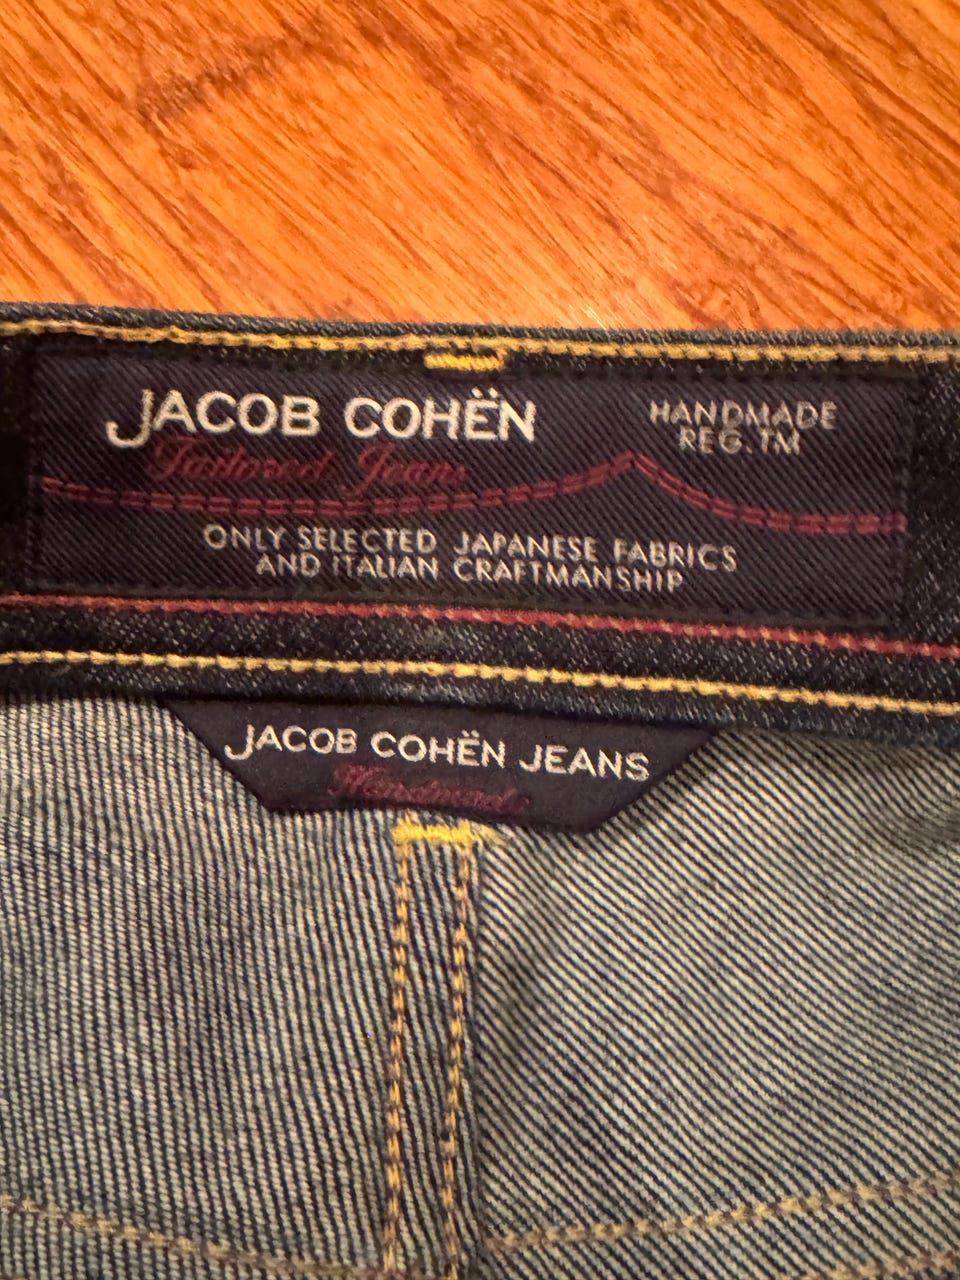 JACOB COHËN
Tailored Jeans
HANDMADE
REG.TM
ONLY SELECTED JAPANESE FABRICS
AND ITALIAN CRAFTMANSHIP
JACOB COHËN JEANS
Handmade